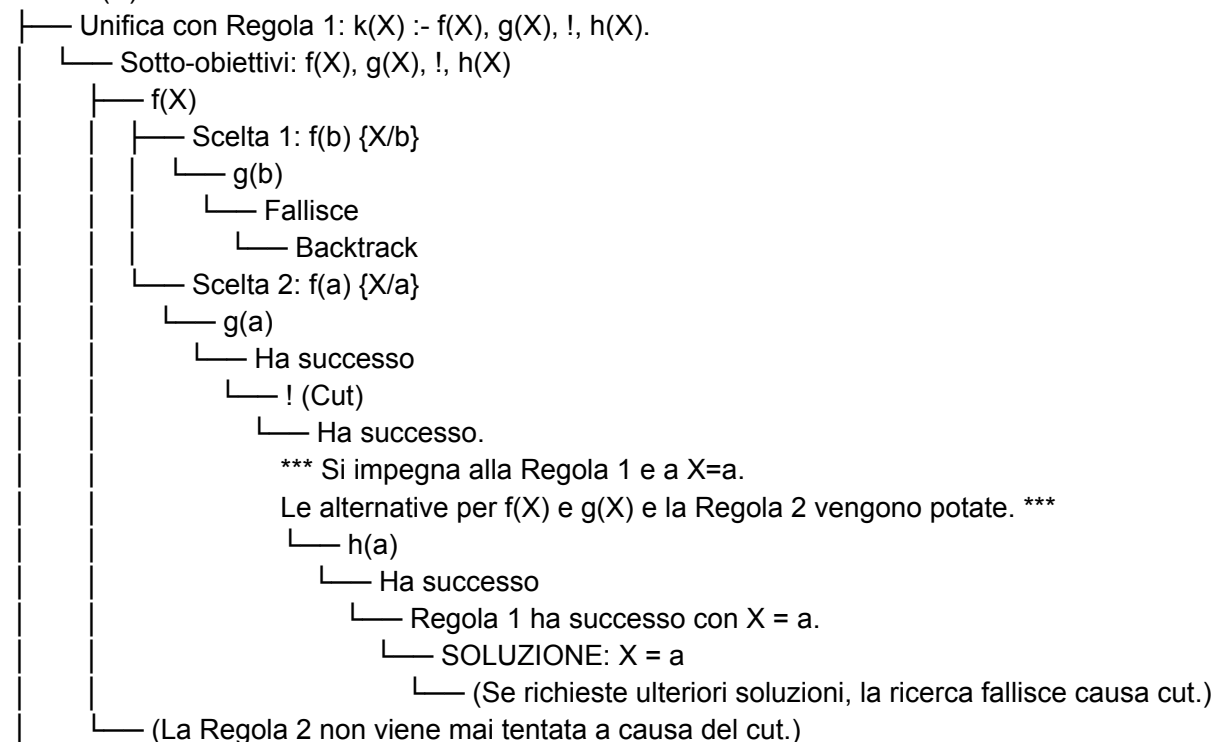 ├── Unifica con Regola 1: k(X) :- f(X), g(X), !, h(X).
│ └── Sotto-obiettivi: f(X), g(X), !, h(X)
│ ├── f(X)
│ │ ├── Scelta 1: f(b) {X/b}
│ │ │ └── g(b)
│ │ │ └── Fallisce
│ │ │ └── Backtrack
│ │ └── Scelta 2: f(a) {X/a}
│ │ └── g(a)
│ │ └── Ha successo
│ │ └── ! (Cut)
│ │ └── Ha successo.
│ │ *** Si impegna alla Regola 1 e a X=a.
│ │ Le alternative per f(X) e g(X) e la Regola 2 vengono potate. ***
│ │ └── h(a)
│ │ └── Ha successo
│ │ └── Regola 1 ha successo con X = a.
│ │ └── SOLUZIONE: X = a
│ │ └── (Se richieste ulteriori soluzioni, la ricerca fallisce causa cut.)
│ └── (La Regola 2 non viene mai tentata a causa del cut.)